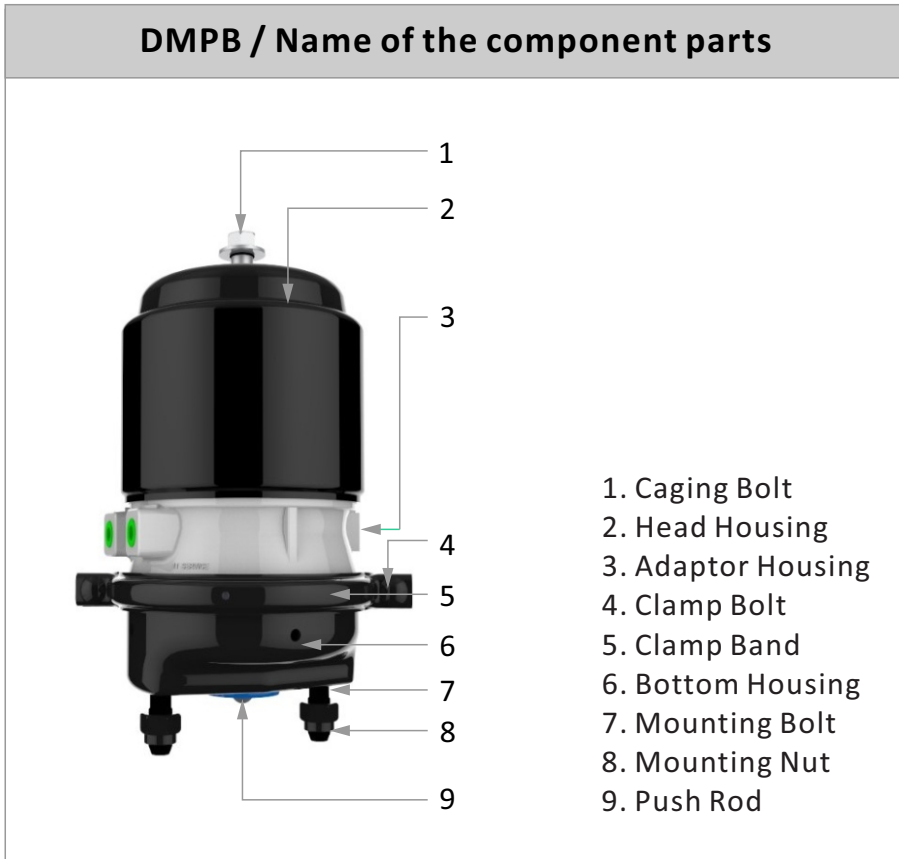 DMPB / Name of the component parts
1
2
3
4
5
6
7
8
9
1. Caging Bolt
2. Head Housing
3. Adaptor Housing
4. Clamp Bolt
5. Clamp Band
6. Bottom Housing
7. Mounting Bolt
8. Mounting Nut
9. Push Rod